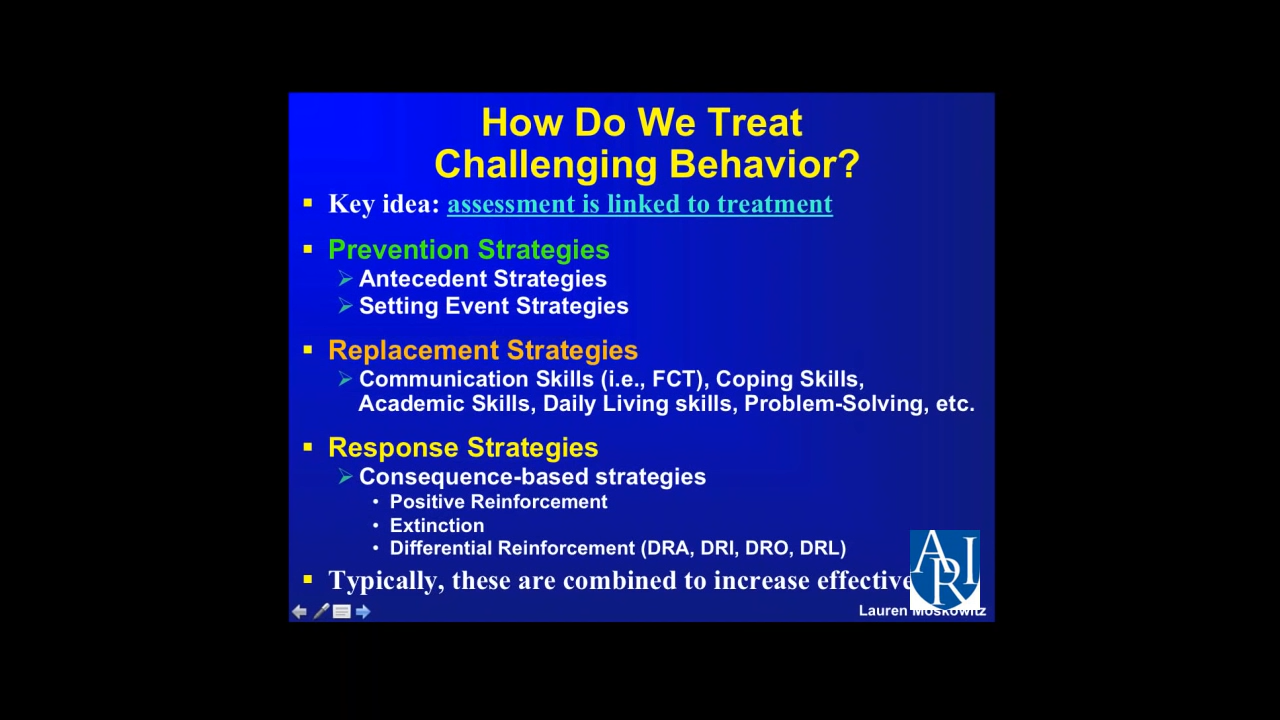 How Do We Treat
Challenging Behavior?
Key idea: assessment is linked to treatment
Prevention Strategies
Antecedent Strategies
Setting Event Strategies
Replacement Strategies
Communication Skills (i.e., FCT), Coping Skills,
Academic Skills, Daily Living skills, Problem-Solving, etc.
Response Strategies
Consequence-based strategies
• Positive Reinforcement
• Extinction
• Differential Reinforcement (DRA, DRI, DRO, DRL)
Typically, these are combined to increase effective
ARI
Lauren Moskowitz